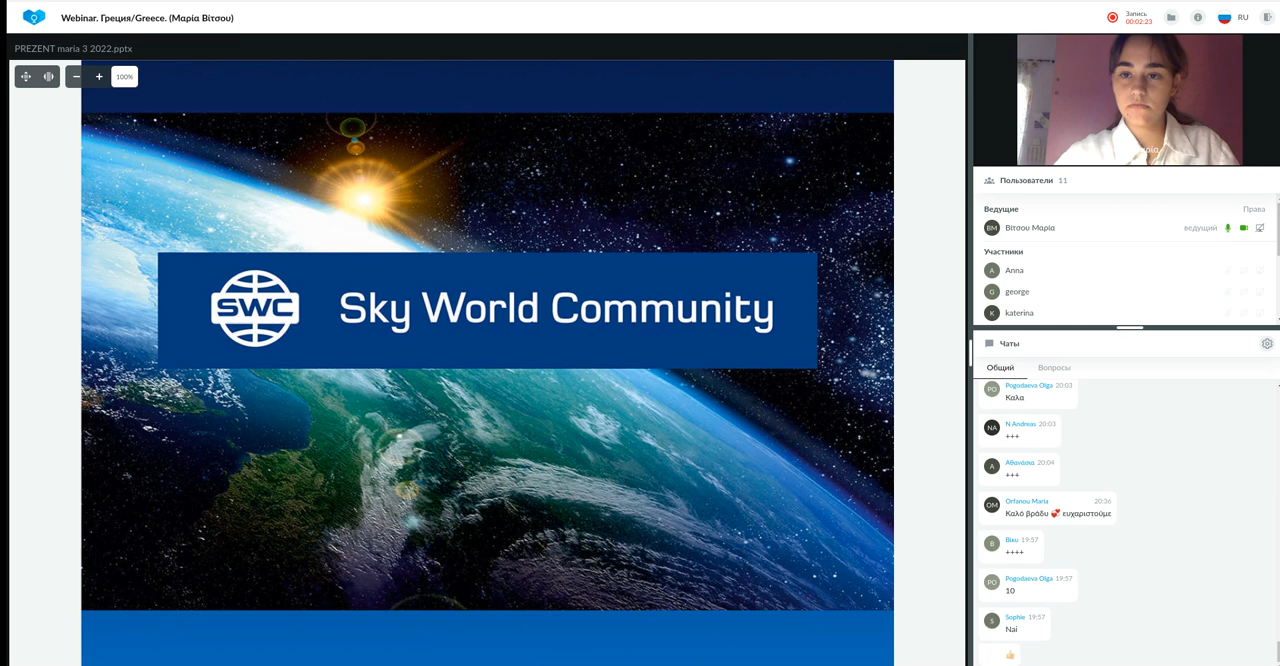 Webinar. Греция/Greece. (Μαρία Βίτσου)
Запись
00:02:23
RU
PREZENT maria 3 2022.pptx
100%
SWC
Sky World Community
Пользователи 11
Ведущие
Права
ВМ
Βίτσου Μαρία
ведущий
Участники
A
Anna
G
george
K
katerina
Чаты
Общий
Вопросы
PO
Pogodaeva Olga 20:03
Καλα
NA
N Andreas 20:03
+++
A
Αθανάσια 20:04
+++
OM
Orfanou Maria 20:36
Καλό βράδυ 💞 ευχαριστούμε
В
Вікu 19:57
++++
PO
Pogodaeva Olga 19:57
10
S
Sophie 19:57
Nai
👍🏻